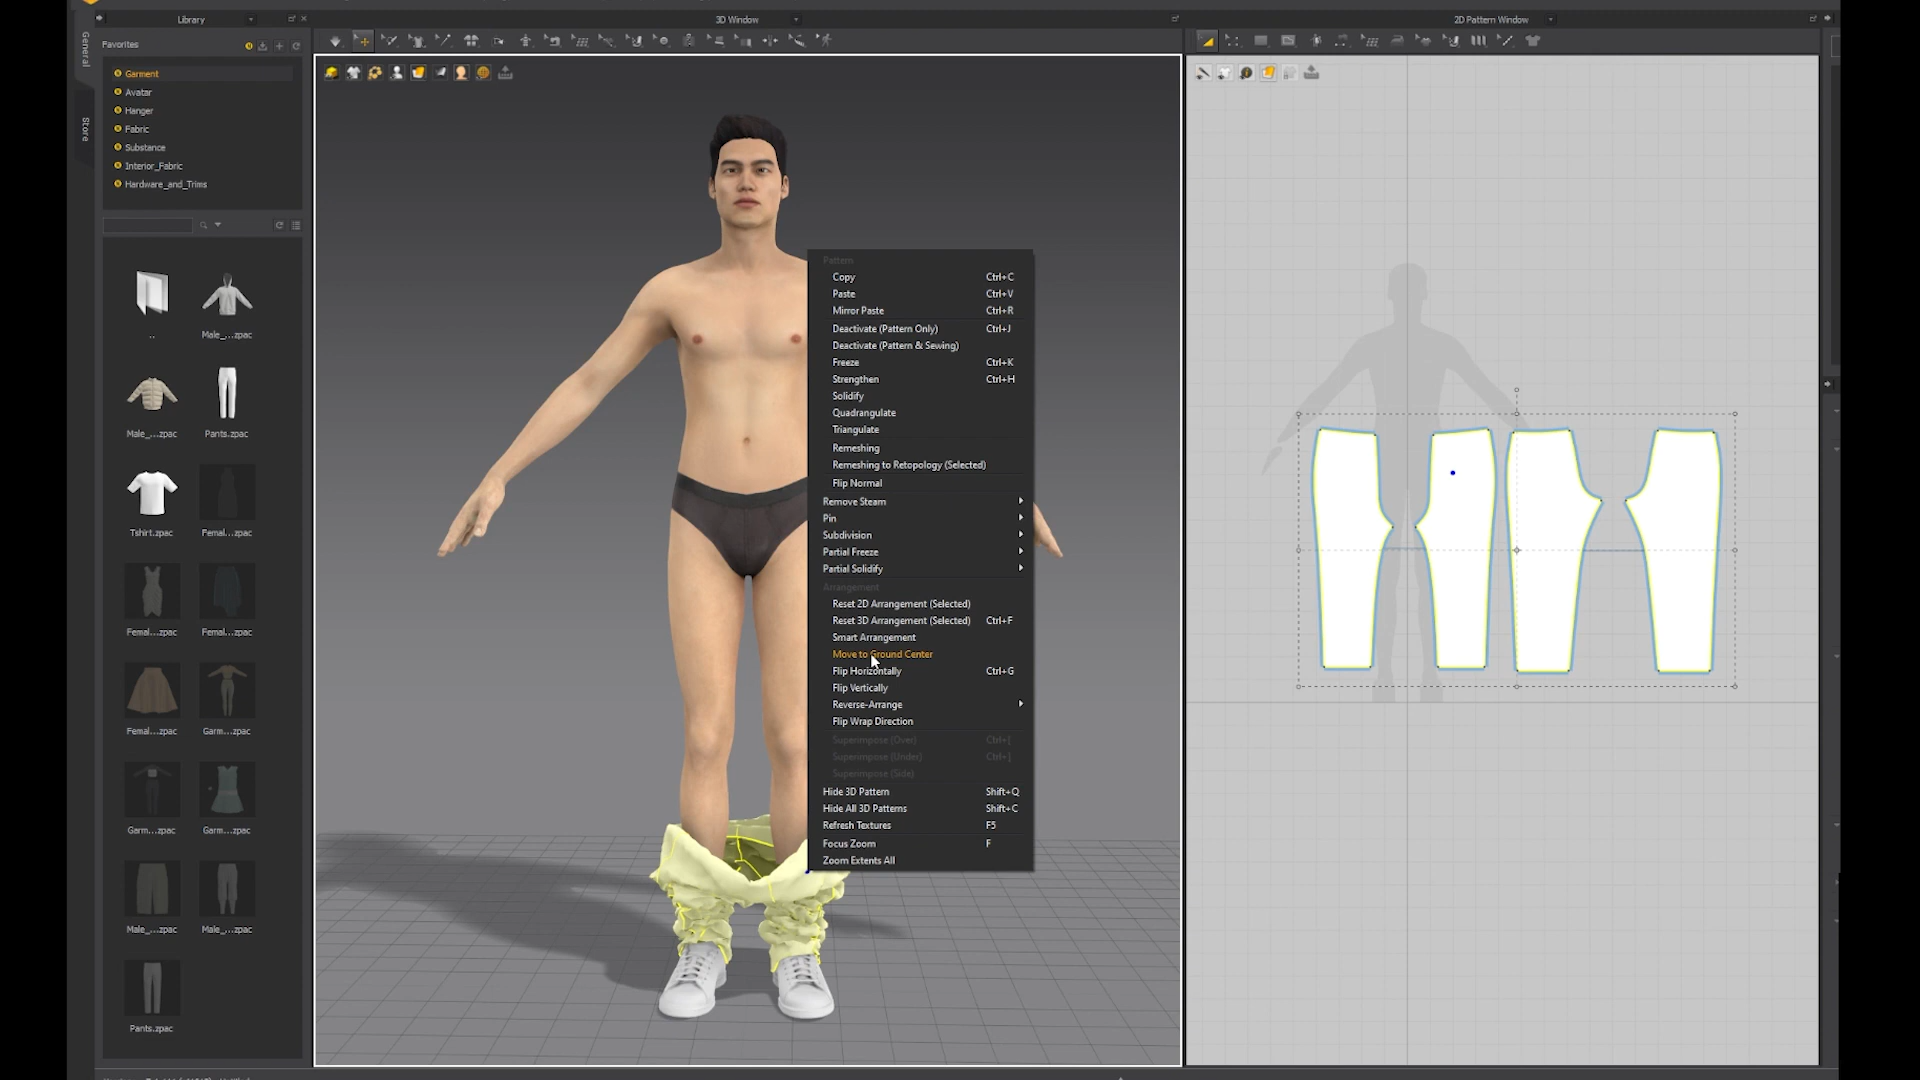 Library
3D Window
2D Pattern Window
General
Store
Favorites
Garment
Avatar
Hanger
Fabric
Substance
Interior_Fabric
Hardware_and_Trims
..
Male_...zpac
Male_...zpac
Pants.zpac
Tshirt.zpac
Femal...zpac
Femal...zpac
Femal...zpac
Femal...zpac
Garm...zpac
Garm...zpac
Garm...zpac
Male_...zpac
Male_...zpac
Pants.zpac
Pattern
Copy Ctrl+C
Paste Ctrl+V
Mirror Paste Ctrl+R
Deactivate (Pattern Only) Ctrl+J
Deactivate (Pattern & Sewing)
Freeze Ctrl+K
Strengthen Ctrl+H
Solidify
Quadrangulate
Triangulate
Remeshing
Remeshing to Retopology (Selected)
Flip Normal
Remove Steam
Pin
Subdivision
Partial Freeze
Partial Solidify
Arrangement
Reset 2D Arrangement (Selected)
Reset 3D Arrangement (Selected) Ctrl+F
Smart Arrangement
Move to Ground Center
Flip Horizontally Ctrl+G
Flip Vertically
Reverse-Arrange
Flip Wrap Direction
Superimpose (Over) Ctrl+[
Superimpose (Under) Ctrl+]
Superimpose (Side)
Hide 3D Pattern Shift+Q
Hide All 3D Patterns Shift+C
Refresh Textures F5
Focus Zoom F
Zoom Extents All